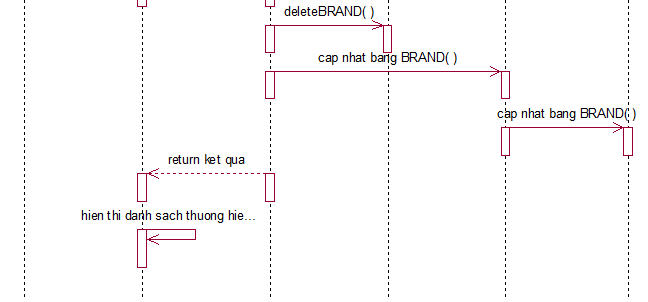 deleteBRAND( )
cap nhat bang BRAND( )
cap nhat bang BRAND( )
return ket qua
hien thi danh sach thuong hie...